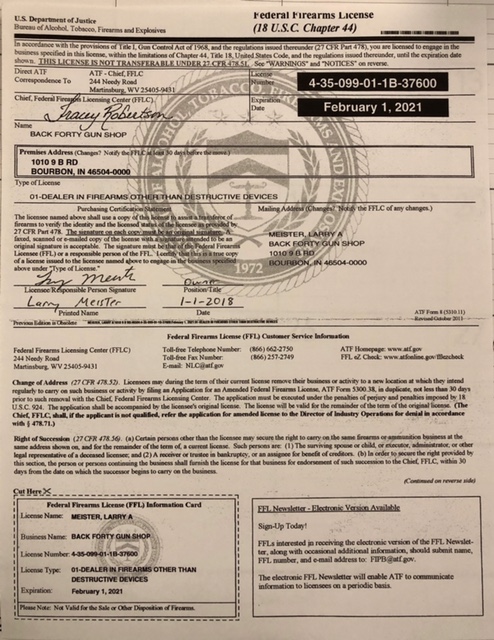 U.S. Department of Justice
Bureau of Alcohol, Tobacco, Firearms and Explosives
Federal Firearms License
(18 U.S.C. Chapter 44)
In accordance with the provisions of Title I, Gun Control Act of 1968, and the regulations issued thereunder (27 CFR Part 478), you are licensed to engage in the
business specified in this license, within the limitations of Chapter 44, Title 18, United States Code, and the regulations issued thereunder, until the expiration date
shown. THIS LICENSE IS NOT TRANSFERABLE UNDER 27 CFR 478.51. See "WARNINGS" and "NOTICES" on reverse.
Direct ATF
Correspondence To
ATF - Chief, FFLC
244 Needy Road
Martinsburg, WV 25405-9431
License
Number
4-35-099-01-1B-37600
Chief, Federal Firearms Licensing Center (FFLC)
Tracey Robertson
Expiration
Date
February 1, 2021
Name
BACK FORTY GUN SHOP
Premises Address (Changes? Notify the FFLC at least 30 days before the move.)
1010 9 B RD
BOURBON, IN 46504-0000
Type of License
01-DEALER IN FIREARMS OTHER THAN DESTRUCTIVE DEVICES
Purchasing Certification Statement
The licensee named above shall use a copy of this license to assist a transferor of
firearms to verify the identity and the licensed status of the licensee as provided by
27 CFR Part 478. The signature on each copy must be an original signature. A
faxed, scanned or e-mailed copy of the license with a signature intended to be an
original signature is acceptable. The signature must be that of the Federal Firearms
Licensee (FFL) or a responsible person of the FFL. I certify that this is a true copy
of a license issued to the licensee named above to engage in the business specified
above under "Type of License."
Mailing Address (Changes? Notify the FFLC of any changes.)
MEISTER, LARRY A
BACK FORTY GUN SHOP
1010 9 B RD
BOURBON, IN 46504-0000
1972
Owner
Licensee/Responsible Person Signature
Position/Title
Larry Meister
1-1-2018
Printed Name
Date
ATF Form 8 (5310.11)
Revised October 2011
Previous Edition is Obsolete
Federal Firearms License (FFL) Customer Service Information
Federal Firearms Licensing Center (FFLC)
244 Needy Road
Martinsburg, WV 25405-9431
Toll-free Telephone Number: (866) 662-2750
Toll-free Fax Number: (866) 257-2749
E-mail: NLC@atf.gov
ATF Homepage: www.atf.gov
FFL eZ Check: www.atfonline.gov/fflezcheck
Change of Address (27 CFR 478.52). Licensees may during the term of their current license remove their business or activity to a new location at which they intend
regularly to carry on such business or activity by filing an Application for an Amended Federal Firearms License, ATF Form 5300.38, in duplicate, not less than 30 days
prior to such removal with the Chief, Federal Firearms Licensing Center. The application must be executed under the penalties of perjury and penalties imposed by 18
U.S.C. 924. The application shall be accompanied by the licensee's original license. The license will be valid for the remainder of the term of the original license. (The
Chief, FFLC, shall, if the applicant is not qualified, refer the application for amended license to the Director of Industry Operations for denial in accordance
with § 478.71.)
Right of Succession (27 CFR 478.56). (a) Certain persons other than the licensee may secure the right to carry on the same firearms or ammunition business at the
same address shown on, and for the remainder of the term of, a current license. Such persons are: (1) The surviving spouse or child, or executor, administrator, or other
legal representative of a deceased licensee; and (2) A receiver or trustee in bankruptcy, or an assignee for benefit of creditors. (b) In order to secure the right provided by
this section, the person or persons continuing the business shall furnish the license for that business for endorsement of such succession to the Chief, FFLC, within 30
days from the date on which the successor begins to carry on the business.
(Continued on reverse side)
Cut Here
Federal Firearms License (FFL) Information Card
License Name: MEISTER, LARRY A
Business Name: BACK FORTY GUN SHOP
License Number: 4-35-099-01-1B-37600
License Type: 01-DEALER IN FIREARMS OTHER THAN
DESTRUCTIVE DEVICES
Expiration: February 1, 2021
Please Note: Not Valid for the Sale or Other Disposition of Firearms.
FFL Newsletter - Electronic Version Available
Sign-Up Today!
FFLs interested in receiving the electronic version of the FFL Newslet-
ter, along with occasional additional information, should submit name,
FFL number, and e-mail address to: FIPB@atf.gov.
The electronic FFL Newsletter will enable ATF to communicate
information to licensees on a periodic basis.